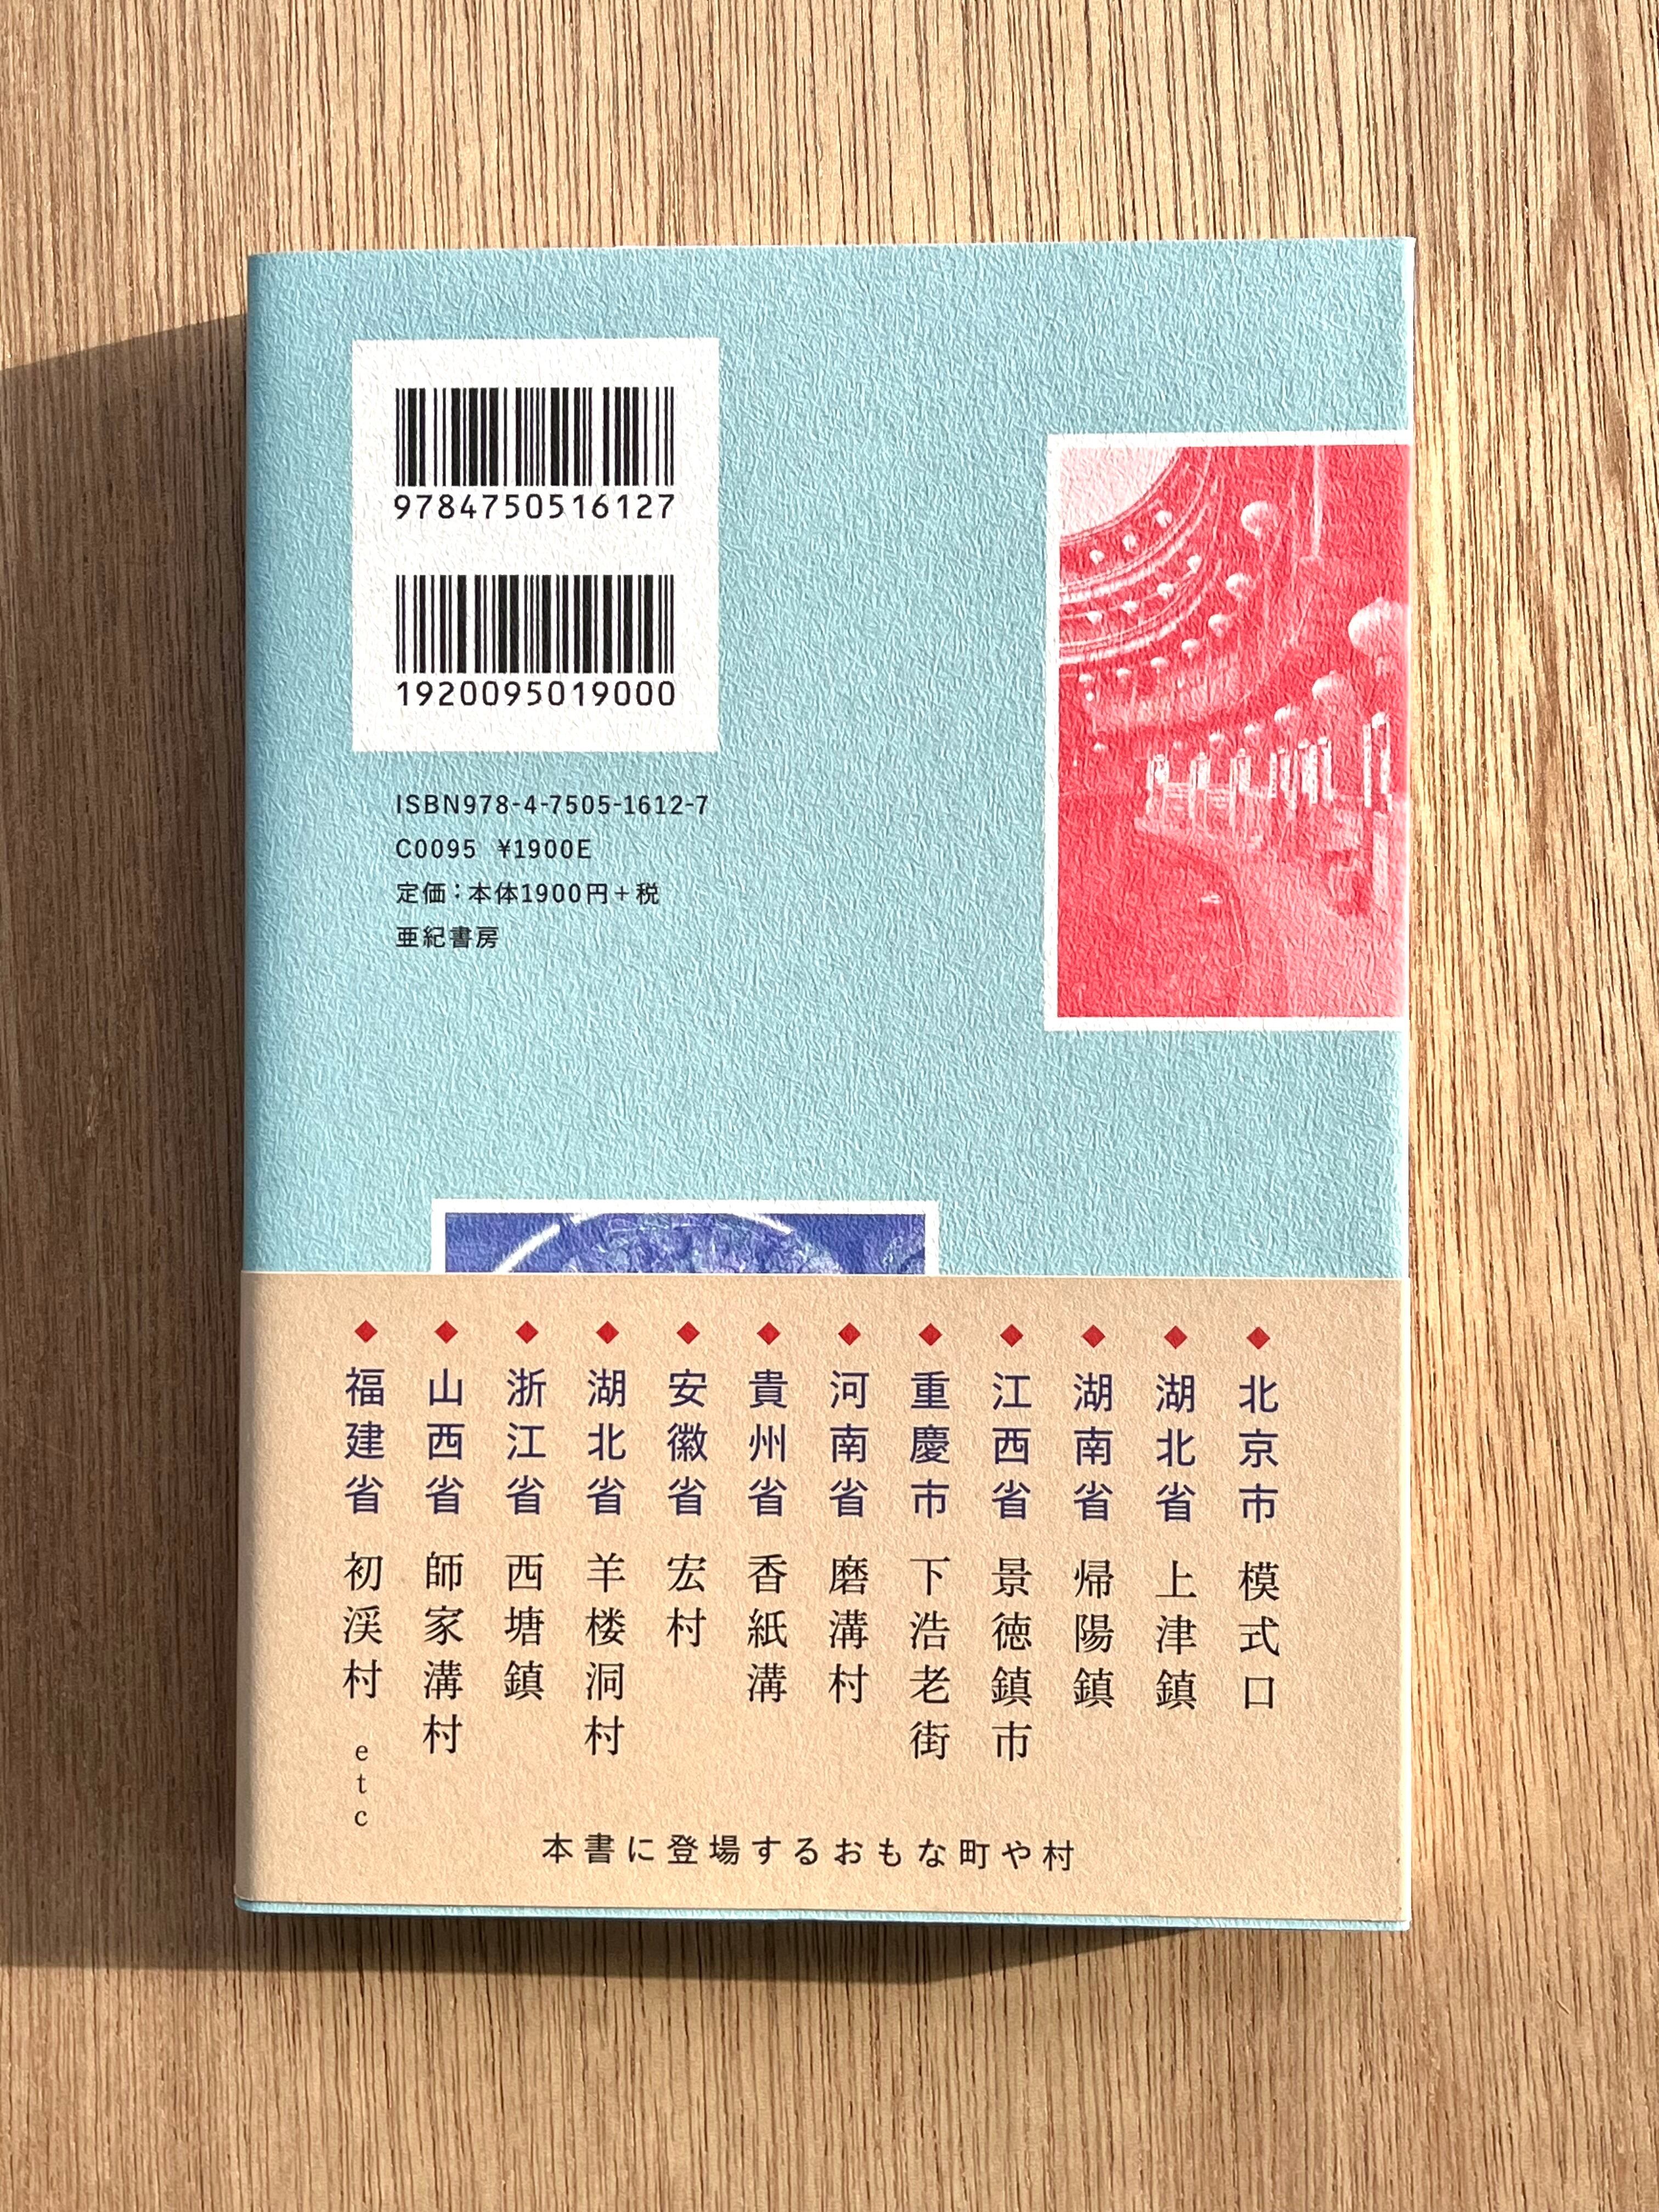 9784750516127
1920095019000
ISBN978-4-7505-1612-7
C0095 ¥1900E
定価：本体1900円＋税
亜紀書房
◆北京市 模式口
◆湖北省 上津鎮
◆湖南省 帰陽鎮
◆江西省 景徳鎮市
◆重慶市 下浩老街
◆河南省 磨溝村
◆貴州省 香紙溝
◆安徽省 宏村
◆湖北省 羊楼洞村
◆浙江省 西塘鎮
◆山西省 師家溝村
◆福建省 初渓村 etc
本書に登場するおもな町や村